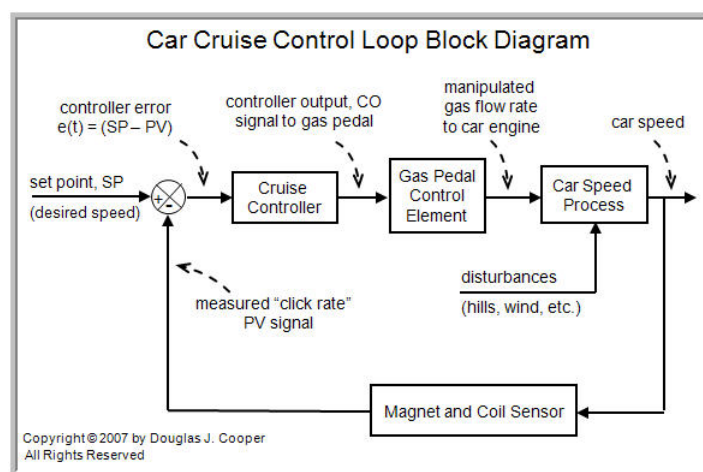 Car Cruise Control Loop Block Diagram
controller error
e(t) = (SP – PV)
controller output, CO
signal to gas pedal
manipulated
gas flow rate
to car engine
car speed
set point, SP
(desired speed)
+
-
Cruise
Controller
Gas Pedal
Control
Element
Car Speed
Process
measured “click rate”
PV signal
disturbances
(hills, wind, etc.)
Magnet and Coil Sensor
Copyright © 2007 by Douglas J. Cooper
All Rights Reserved